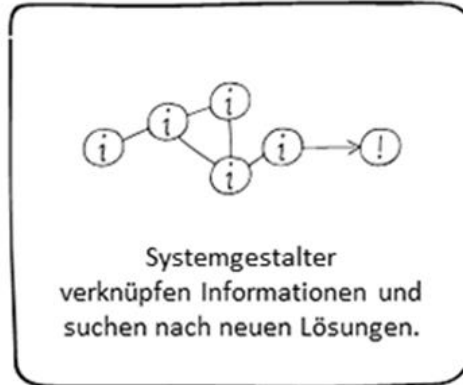 i i i i i !
Systemgestalter
verknüpfen Informationen und
suchen nach neuen Lösungen.